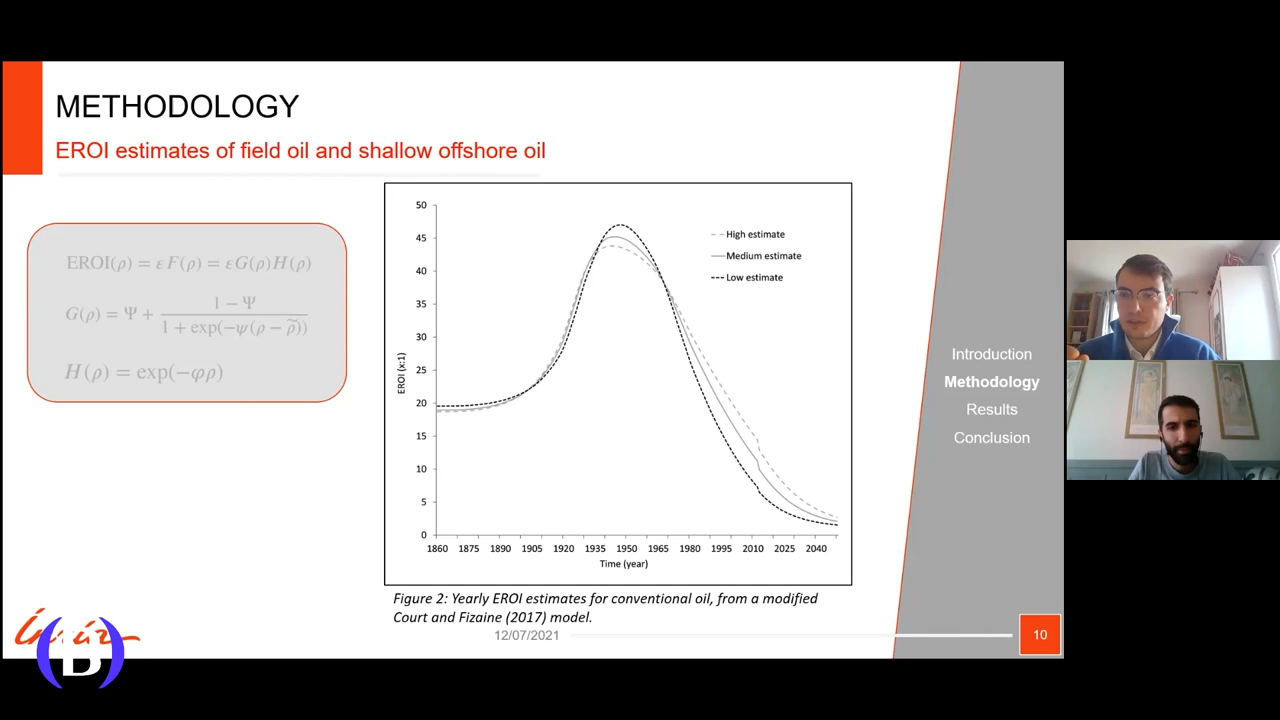 METHODOLOGY
EROI estimates of field oil and shallow offshore oil
EROI(ρ) = εF(ρ) = εG(ρ)H(ρ)
G(ρ) = Ψ + (1 − Ψ) / (1 + exp(−ψ(ρ − ρ̃)))
H(ρ) = exp(−φρ)
50
45
40
35
30
25
20
15
10
5
0
EROI (x:1)
High estimate
Medium estimate
Low estimate
1860 1875 1890 1905 1920 1935 1950 1965 1980 1995 2010 2025 2040
Time (year)
Figure 2: Yearly EROI estimates for conventional oil, from a modified
Court and Fizaine (2017) model.
12/07/2021
Introduction
Methodology
Results
Conclusion
10
Inria
(B)